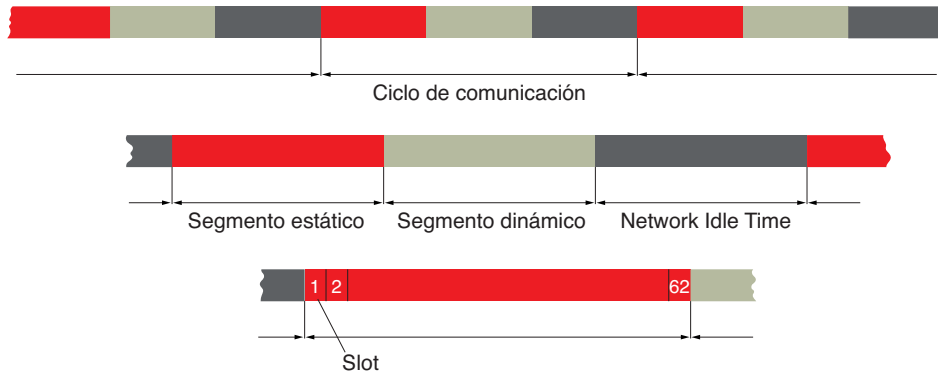 Ciclo de comunicación
Segmento estático Segmento dinámico Network Idle Time
1 2 62
Slot